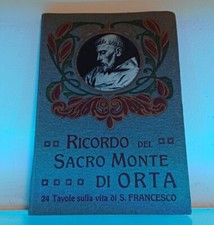 RICORDO DEL
SACRO MONTE
DI ORTA
24 Tavole sulla vita di S. FRANCESCO